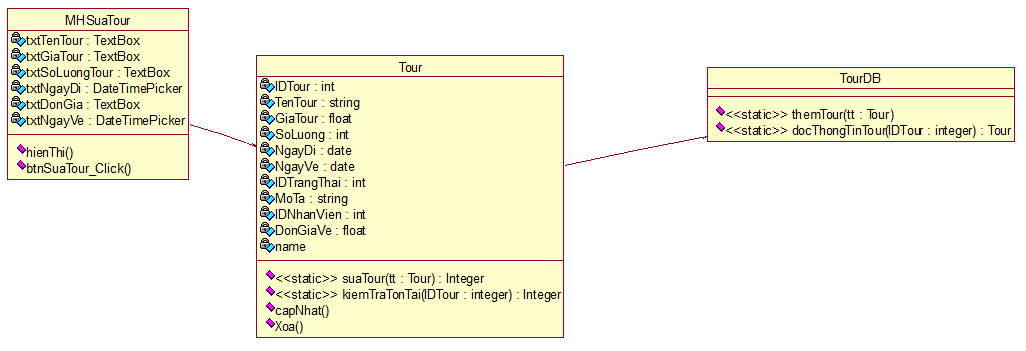 MHSuaTour
txtTenTour : TextBox
txtGiaTour : TextBox
txtSoLuongTour : TextBox
txtNgayDi : DateTimePicker
txtDonGia : TextBox
txtNgayVe : DateTimePicker
hienThi()
btnSuaTour_Click()
Tour
IDTour : int
TenTour : string
GiaTour : float
SoLuong : int
NgayDi : date
NgayVe : date
IDTrangThai : int
MoTa : string
IDNhanVien : int
DonGiaVe : float
name
<<static>> suaTour(tt : Tour) : Integer
<<static>> kiemTraTonTai(IDTour : integer) : Integer
capNhat()
Xoa()
TourDB
<<static>> themTour(tt : Tour)
<<static>> docThongTinTour(IDTour : integer) : Tour